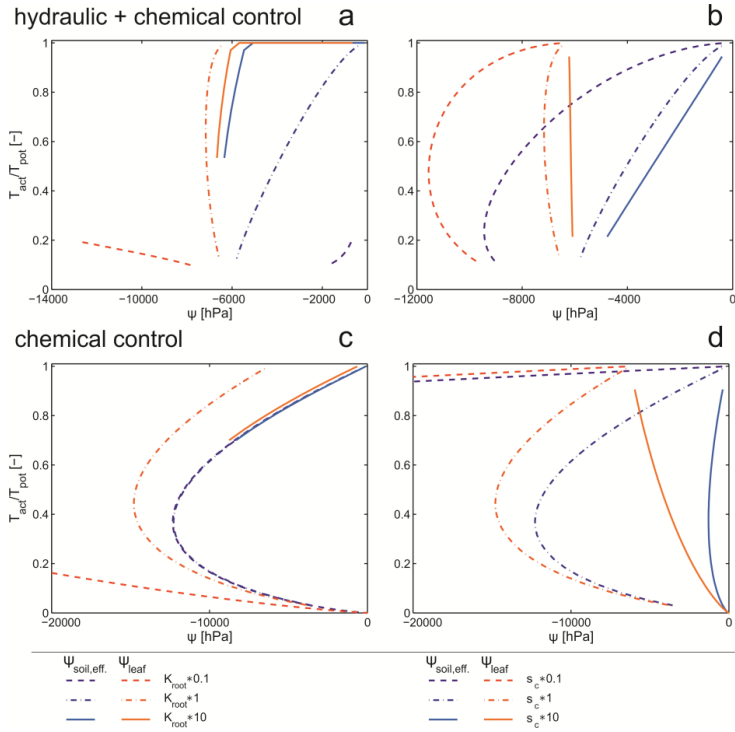 hydraulic + chemical control
a
b
1
0.8
0.6
0.4
0.2
0
T_act/T_pot [−]
−14000 −10000 −6000 −2000 0
ψ [hPa]
1
0.8
0.6
0.4
0.2
0
−12000 −8000 −4000 0
ψ [hPa]
chemical control
c
d
1
0.8
0.6
0.4
0.2
0
T_act/T_pot [−]
−20000 −10000 0
ψ [hPa]
1
0.8
0.6
0.4
0.2
0
−20000 −10000 0
ψ [hPa]
Ψ_soil,eff. Ψ_leaf
K_root*0.1
K_root*1
K_root*10
Ψ_soil,eff. Ψ_leaf
s_c*0.1
s_c*1
s_c*10